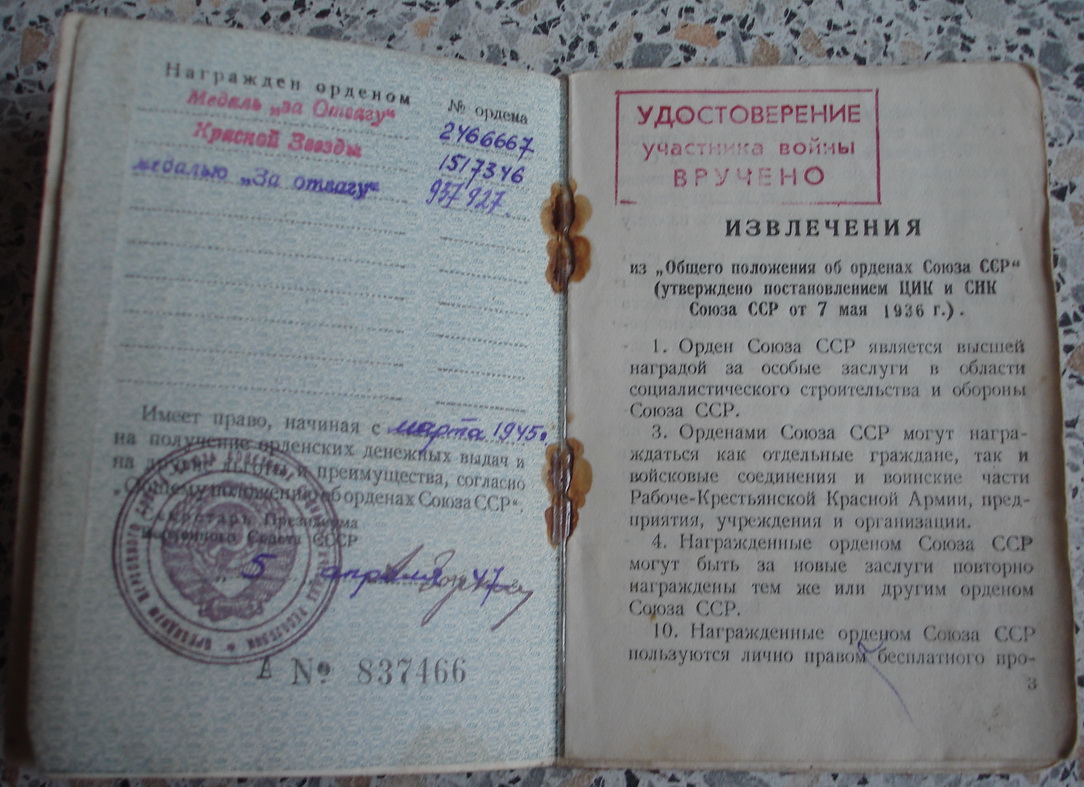 Награжден орденом
№ ордена
Медаль „За Отвагу“
2466667
Красной Звезды
1517346
медалью „За отвагу“
937927
Имеет право, начиная с марта 1945г
на получение орденских денежных выдач и
на другие льготы и преимущества, согласно
„Общему положению об орденах Союза ССР“.
Секретарь Президиума
Верховного Совета СССР
5 апреля 47
А № 837466
УДОСТОВЕРЕНИЕ
участника войны
ВРУЧЕНО
ИЗВЛЕЧЕНИЯ
из „Общего положения об орденах Союза ССР“
(утверждено постановлением ЦИК и СНК
Союза ССР от 7 мая 1936 г.).
1. Орден Союза ССР является высшей
наградой за особые заслуги в области
социалистического строительства и обороны
Союза ССР.
3. Орденами Союза ССР могут награ-
ждаться как отдельные граждане, так и
войсковые соединения и воинские части
Рабоче-Крестьянской Красной Армии, пред-
приятия, учреждения и организации.
4. Награжденные орденом Союза ССР
могут быть за новые заслуги повторно
награждены тем же или другим орденом
Союза ССР.
10. Награжденные орденом Союза ССР
пользуются лично правом бесплатного про-
3